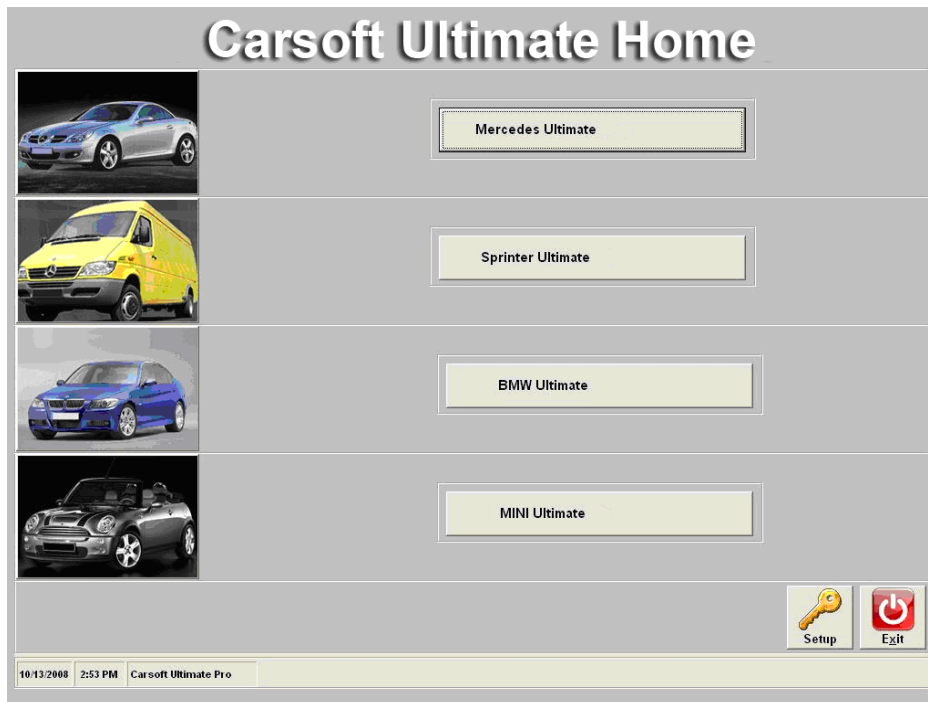 Carsoft Ultimate Home
Mercedes Ultimate
Sprinter Ultimate
BMW Ultimate
MINI Ultimate
Setup
Exit
10/13/2008 2:53 PM Carsoft Ultimate Pro